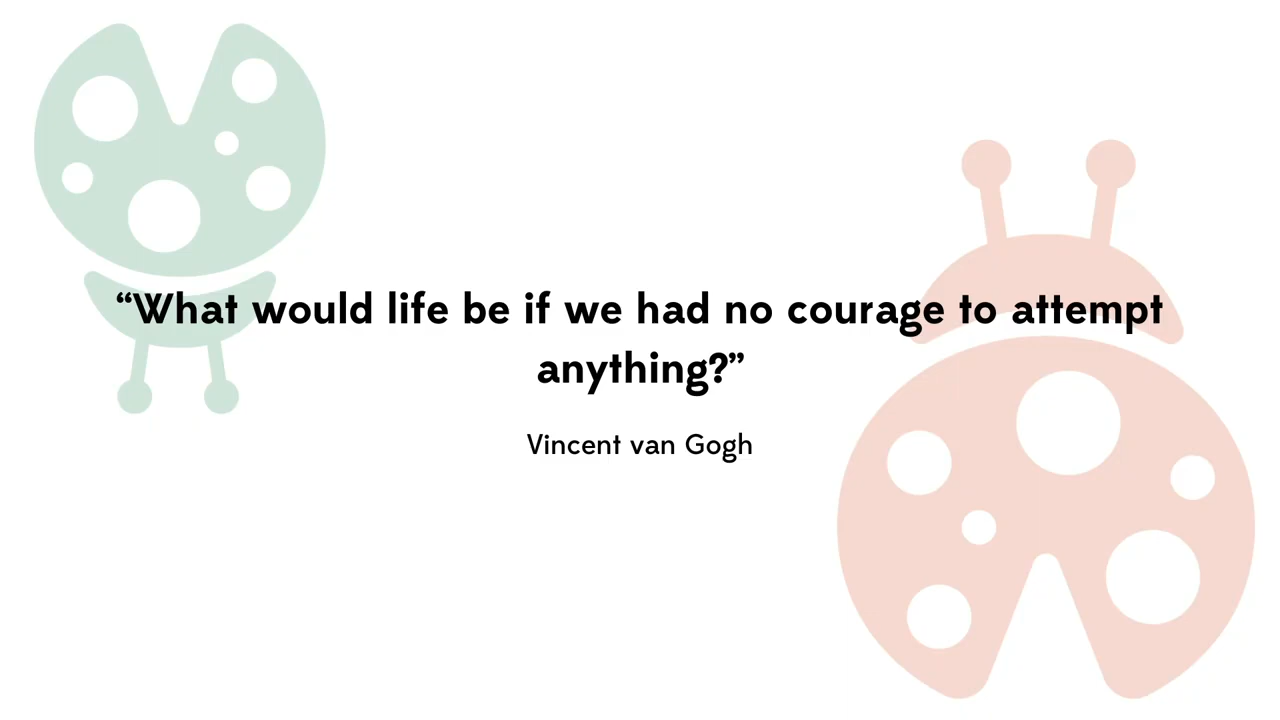 “What would life be if we had no courage to attempt
anything?”
Vincent van Gogh